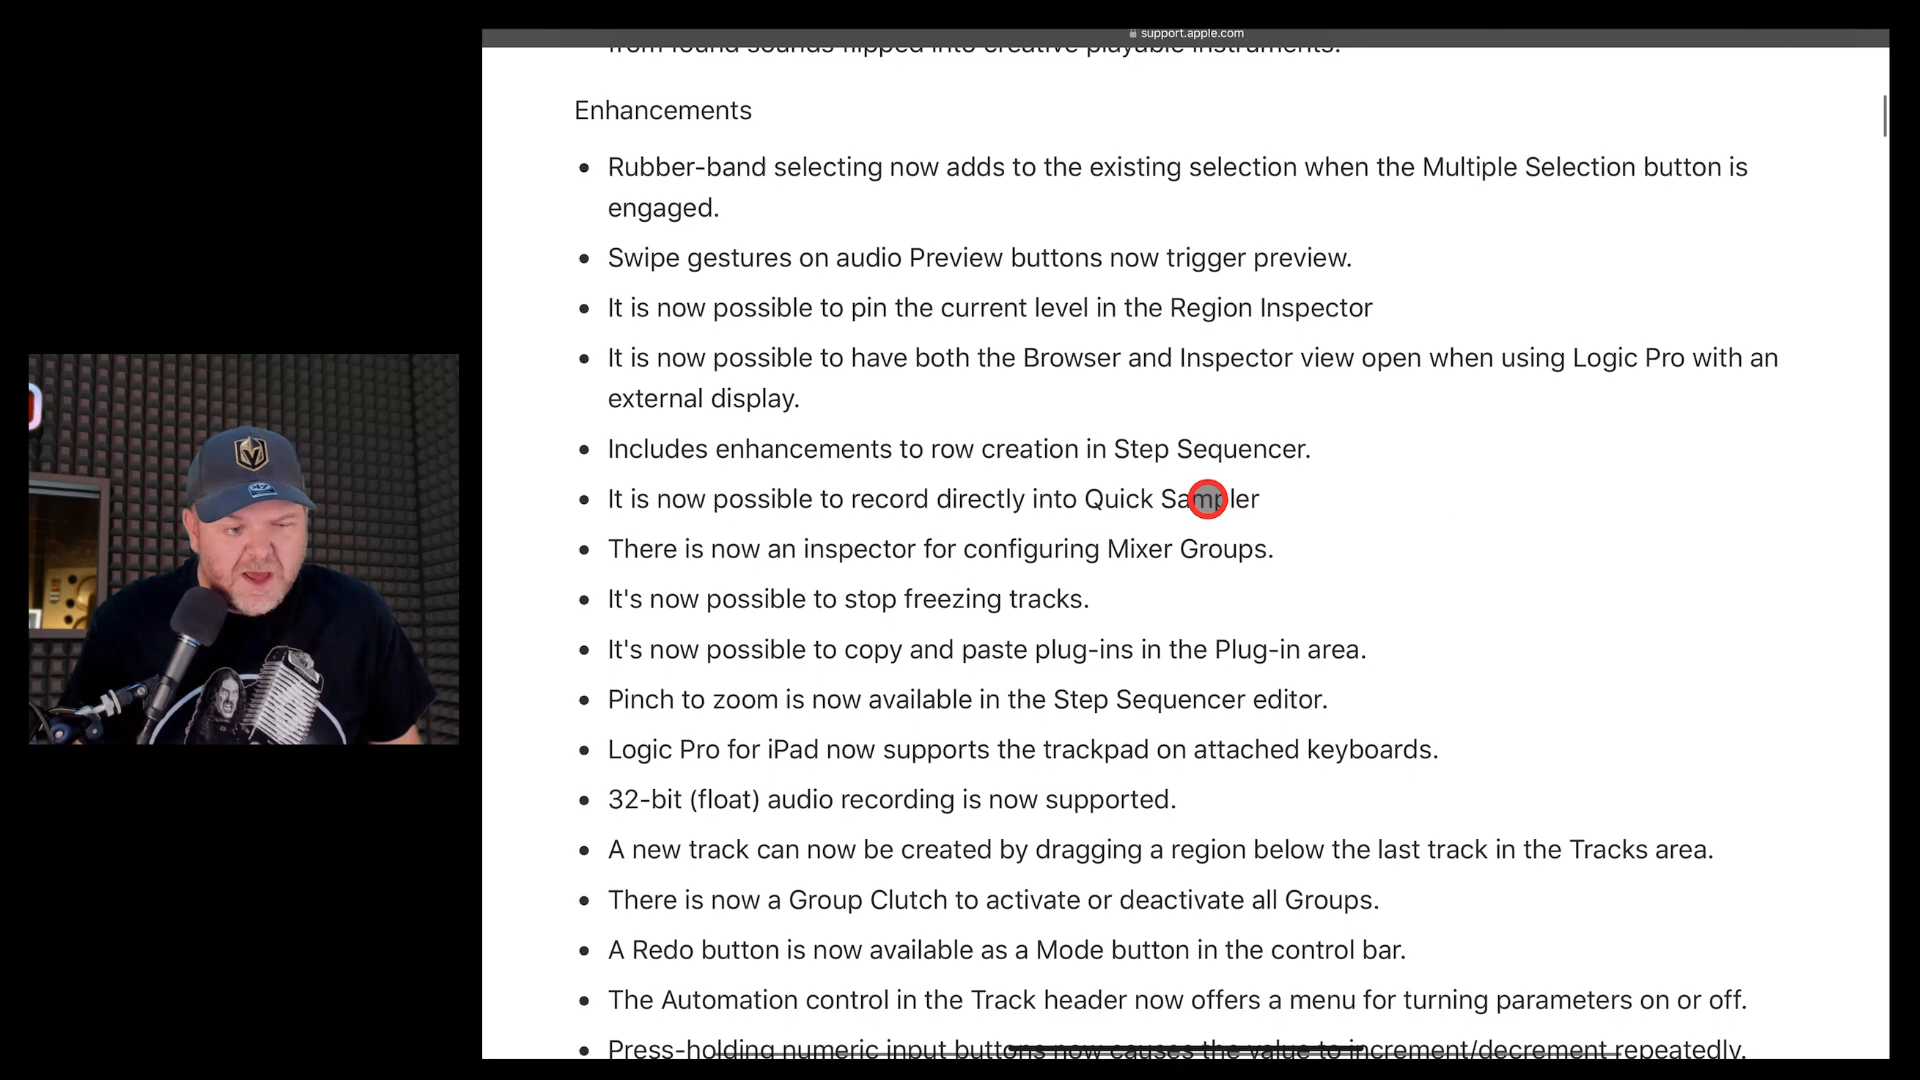 support.apple.com
from found sounds flipped into creative playable instruments.
Enhancements
Rubber-band selecting now adds to the existing selection when the Multiple Selection button is
engaged.
Swipe gestures on audio Preview buttons now trigger preview.
It is now possible to pin the current level in the Region Inspector
It is now possible to have both the Browser and Inspector view open when using Logic Pro with an
external display.
Includes enhancements to row creation in Step Sequencer.
It is now possible to record directly into Quick Sampler
There is now an inspector for configuring Mixer Groups.
It's now possible to stop freezing tracks.
It's now possible to copy and paste plug-ins in the Plug-in area.
Pinch to zoom is now available in the Step Sequencer editor.
Logic Pro for iPad now supports the trackpad on attached keyboards.
32-bit (float) audio recording is now supported.
A new track can now be created by dragging a region below the last track in the Tracks area.
There is now a Group Clutch to activate or deactivate all Groups.
A Redo button is now available as a Mode button in the control bar.
The Automation control in the Track header now offers a menu for turning parameters on or off.
Press-holding numeric input buttons now causes the value to increment/decrement repeatedly.
V
47